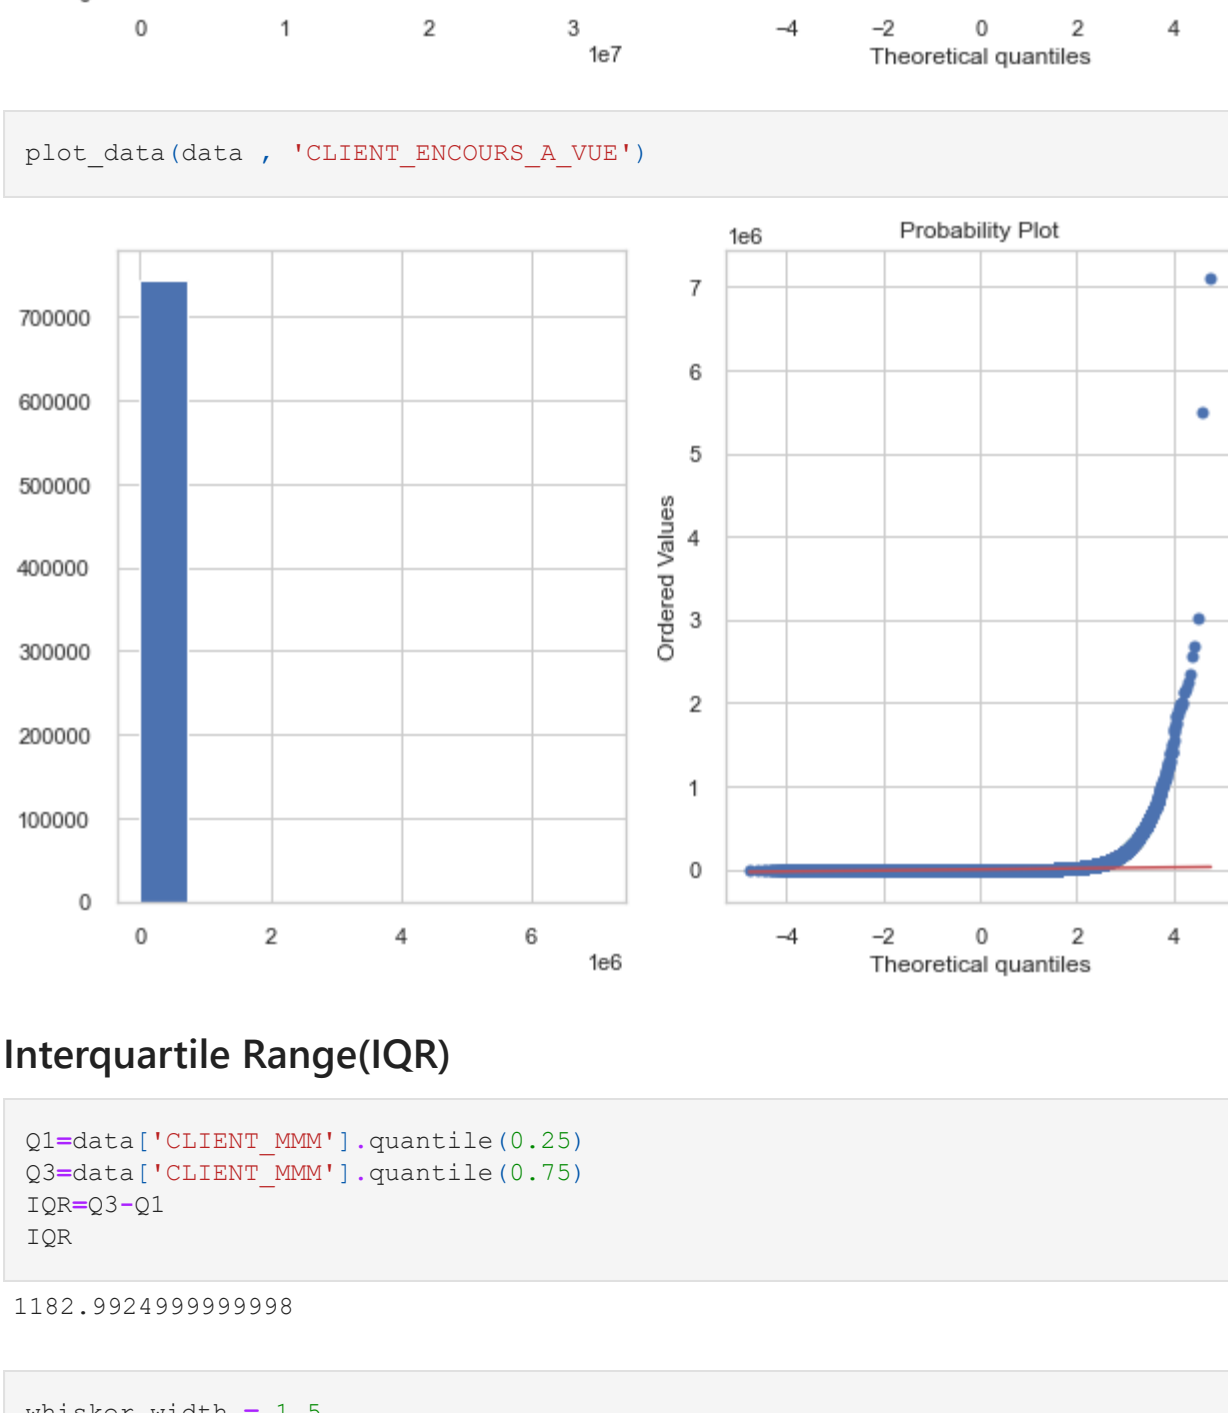 0 1 2 3
1e7
-4 -2 0 2 4
Theoretical quantiles
plot_data(data , 'CLIENT_ENCOURS_A_VUE')
700000
600000
500000
400000
300000
200000
100000
0
0 2 4 6
1e6
1e6
Probability Plot
Ordered Values
7
6
5
4
3
2
1
0
-4 -2 0 2 4
Theoretical quantiles
Interquartile Range(IQR)
Q1=data['CLIENT_MMM'].quantile(0.25)
Q3=data['CLIENT_MMM'].quantile(0.75)
IQR=Q3-Q1
IQR
1182.9924999999998
whisker_width = 1.5